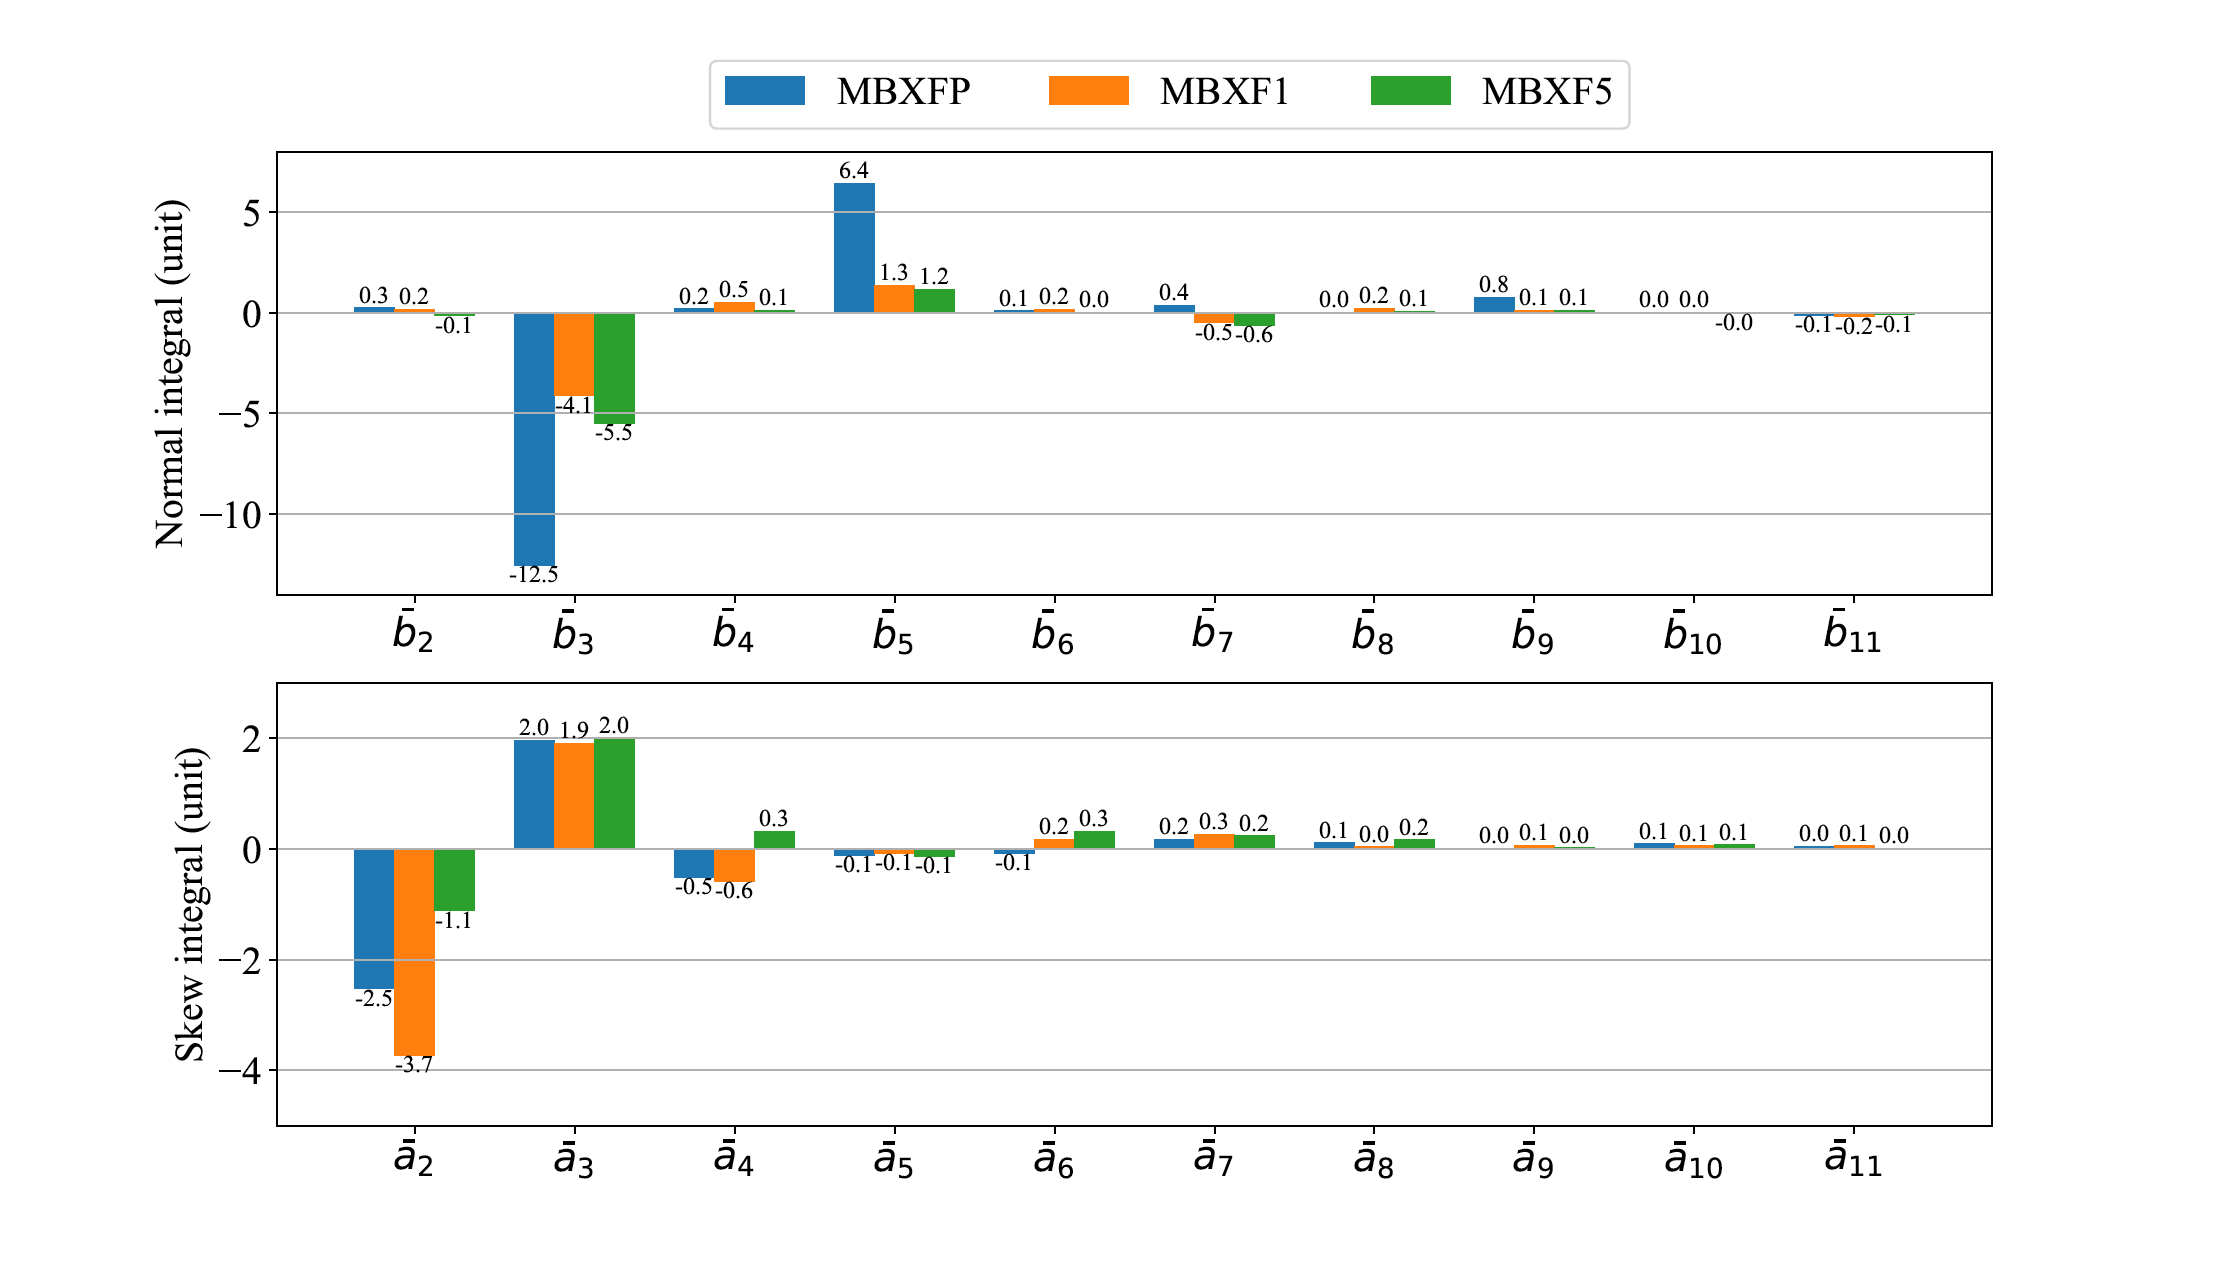 MBXFP MBXF1 MBXF5
Normal integral (unit)
5
0
−5
−10
0.3 0.2 -0.1
-12.5 -4.1 -5.5
0.2 0.5 0.1
6.4 1.3 1.2
0.1 0.2 0.0
0.4 -0.5 -0.6
0.0 0.2 0.1
0.8 0.1 0.1
0.0 0.0 -0.0
-0.1 -0.2 -0.1
b̄₂ b̄₃ b̄₄ b̄₅ b̄₆ b̄₇ b̄₈ b̄₉ b̄₁₀ b̄₁₁
Skew integral (unit)
2
0
−2
−4
-2.5 -3.7 -1.1
2.0 1.9 2.0
-0.5 -0.6 0.3
-0.1 -0.1 -0.1
-0.1 0.2 0.3
0.2 0.3 0.2
0.1 0.0 0.2
0.0 0.1 0.0
0.1 0.1 0.1
0.0 0.1 0.0
ā₂ ā₃ ā₄ ā₅ ā₆ ā₇ ā₈ ā₉ ā₁₀ ā₁₁